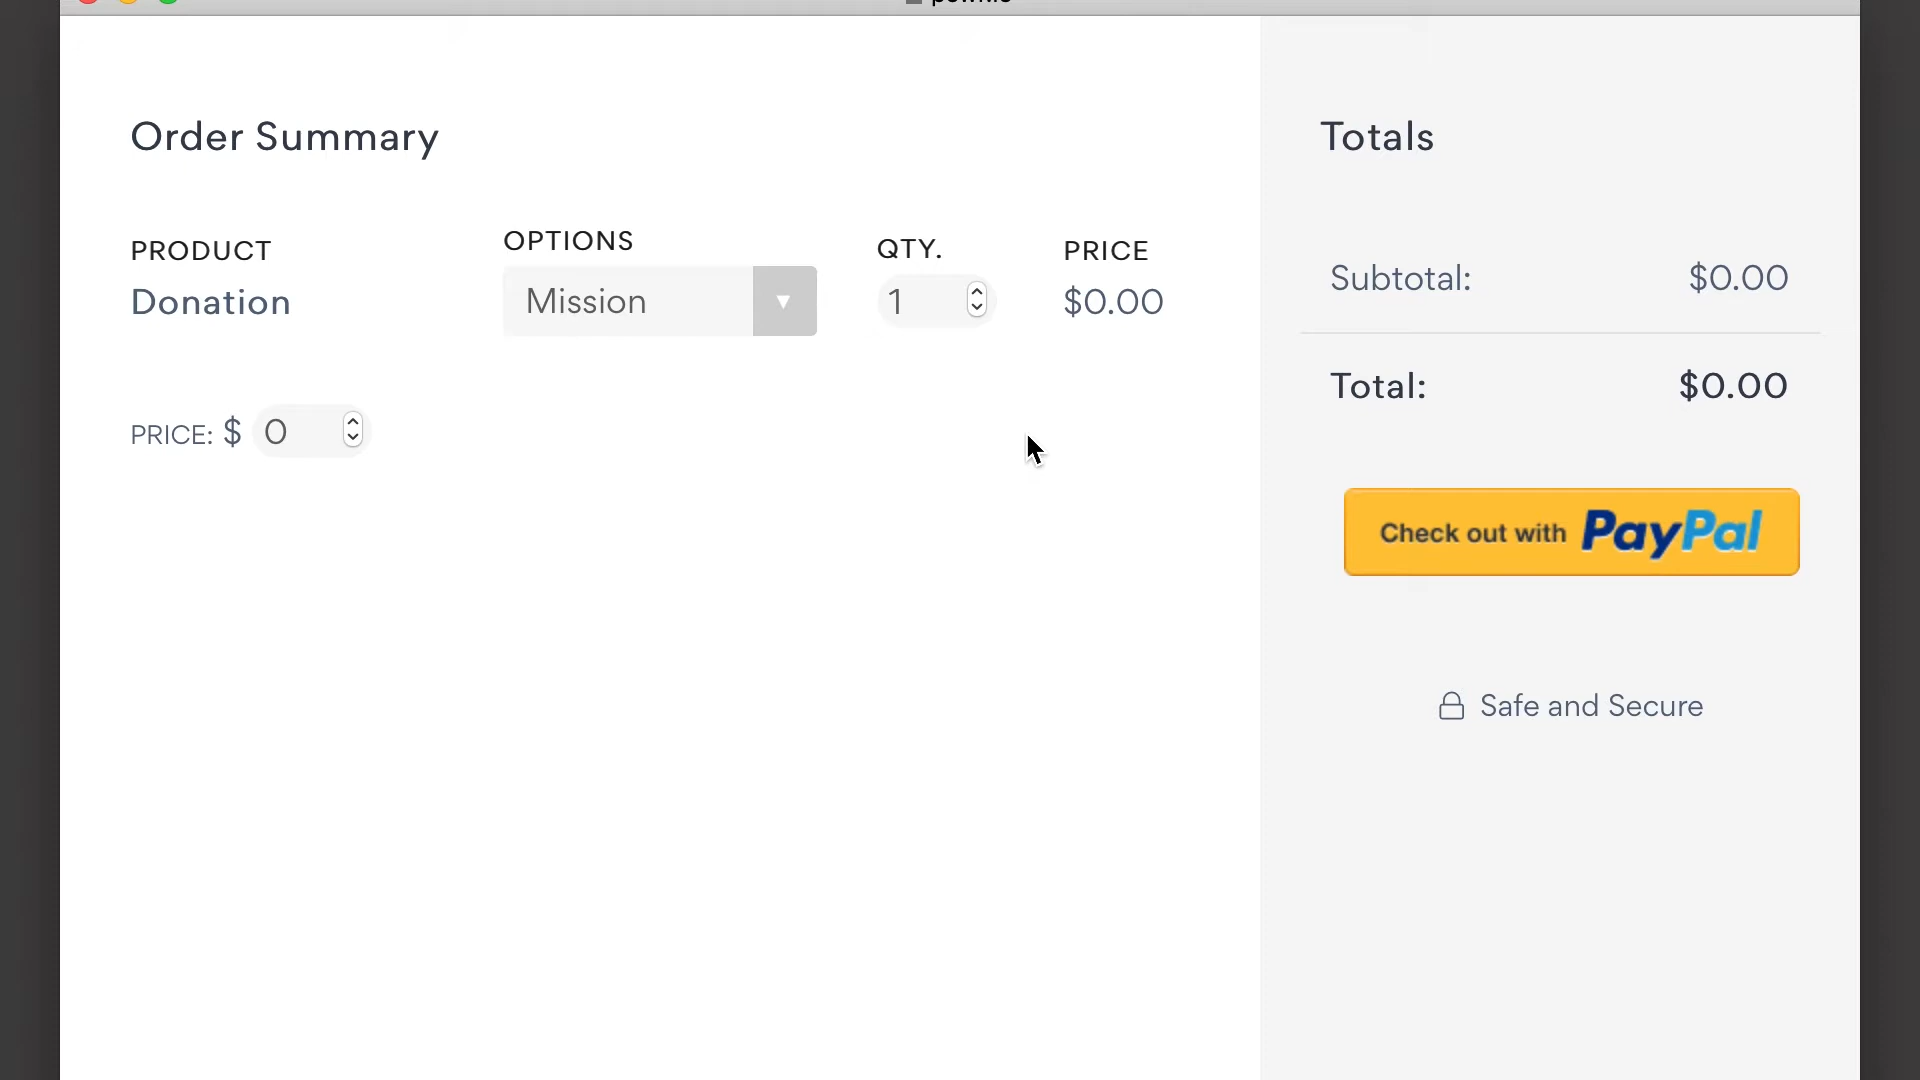 Order Summary
PRODUCT
Donation
OPTIONS
Mission
QTY.
1
PRICE
$0.00
PRICE: $ 0
Totals
Subtotal: $0.00
Total: $0.00
Check out with PayPal
Safe and Secure